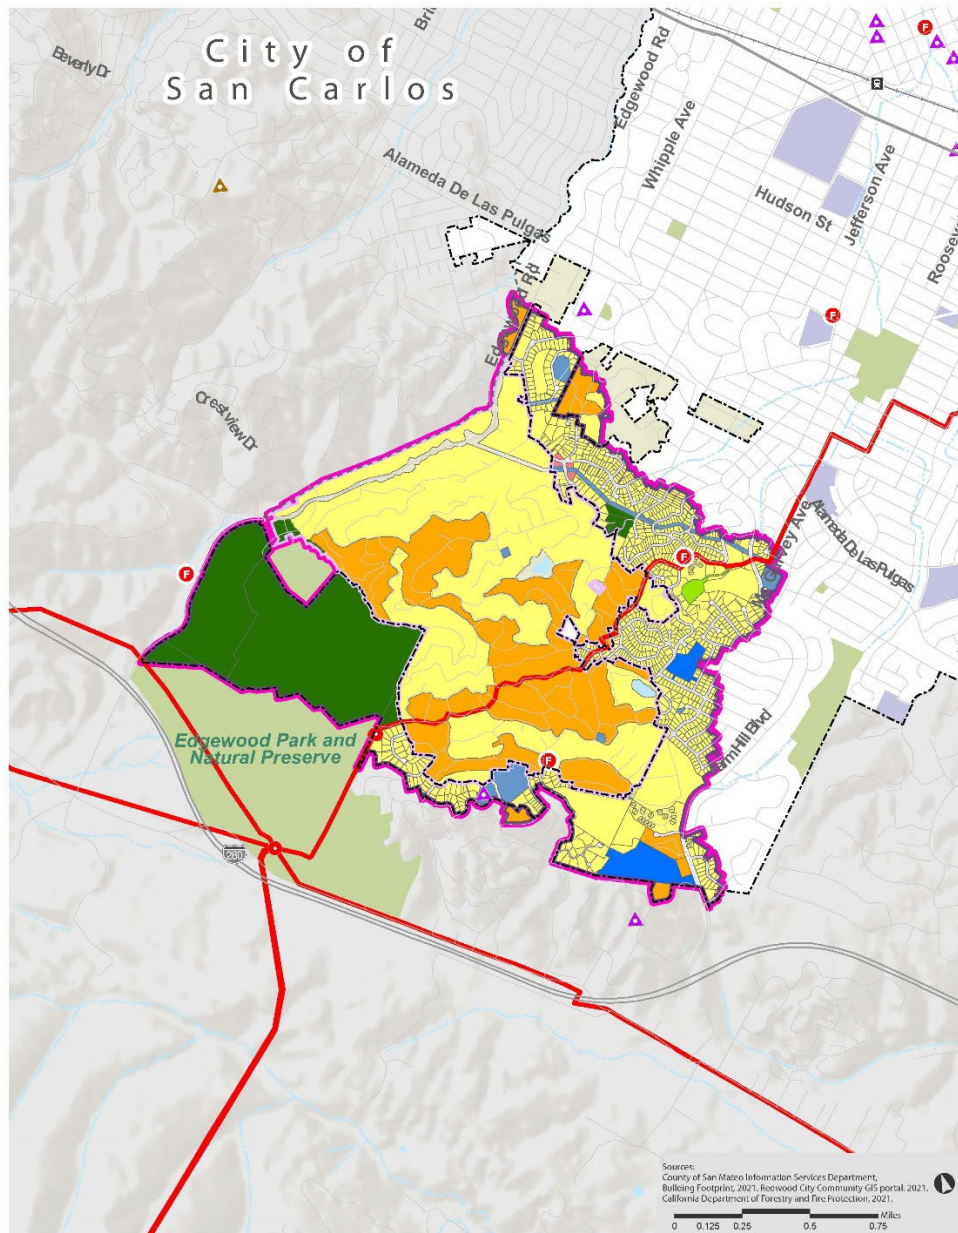 City of
San Carlos
Beverly Dr
Edgewood Rd
Whipple Ave
Alameda De Las Pulgas
Hudson St
Jefferson Ave
Edgewood Rd
Crestview Dr
Alameda De Las Pulgas
Edgewood Park and
Natural Preserve
280
F
F
F
F
F
Sources:
County of San Mateo Information Services Department,
Building Footprint, 2021. Redwood City Community GIS portal. 2021.
California Department of Forestry and Fire Protection, 2021.
Miles
0 0.125 0.25 0.5 0.75